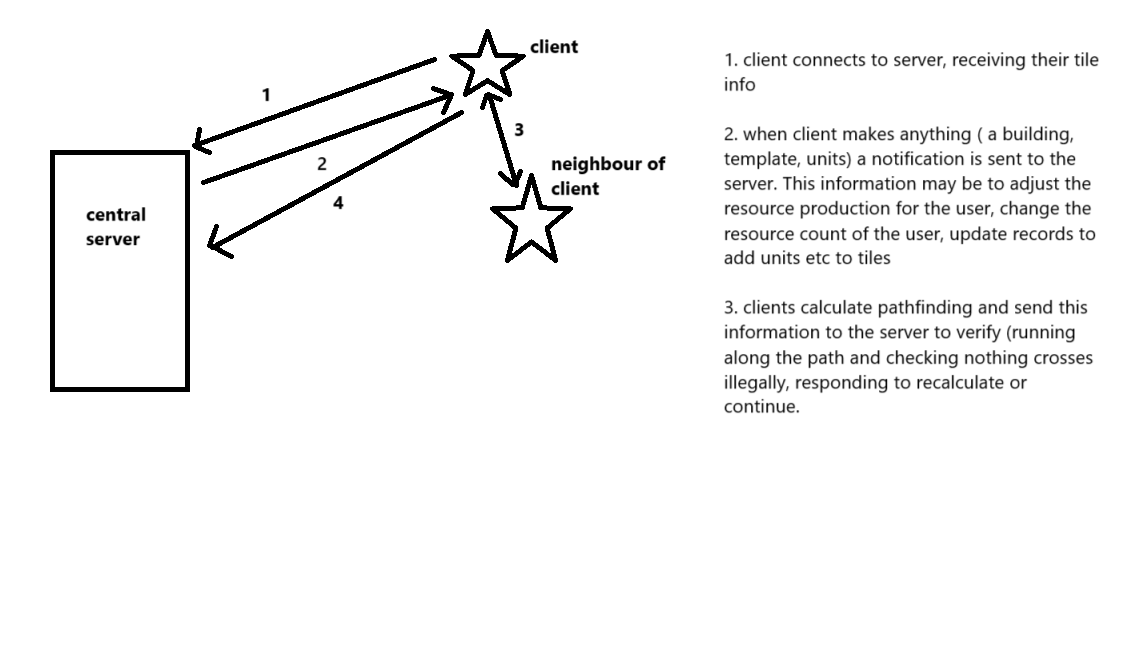 client
1
3
2
neighbour of
client
4
central
server
1. client connects to server, receiving their tile
info
2. when client makes anything ( a building,
template, units) a notification is sent to the
server. This information may be to adjust the
resource production for the user, change the
resource count of the user, update records to
add units etc to tiles
3. clients calculate pathfinding and send this
information to the server to verify (running
along the path and checking nothing crosses
illegally, responding to recalculate or
continue.